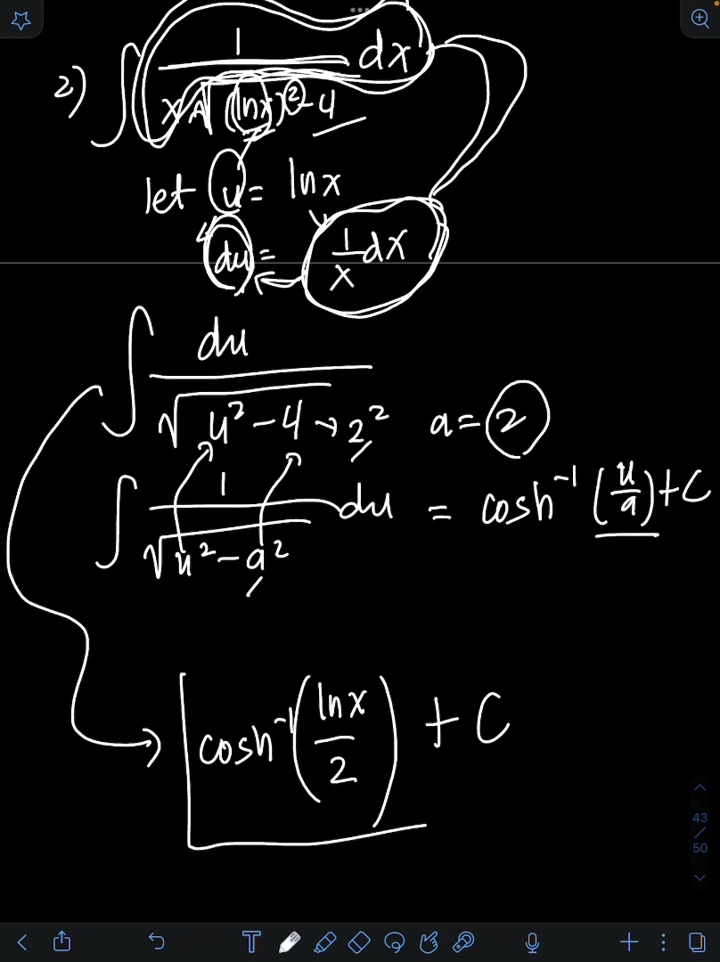 2) ∫ 1 / (x√((lnx)² - 4)) dx
let u = lnx
du = 1/x dx
∫ du / √(u² - 4 → 2²) a = 2
∫ 1 / √(u² - a²) du = cosh⁻¹ (u/a) + C
cosh⁻¹ (lnx / 2) + C
43
/
50
T